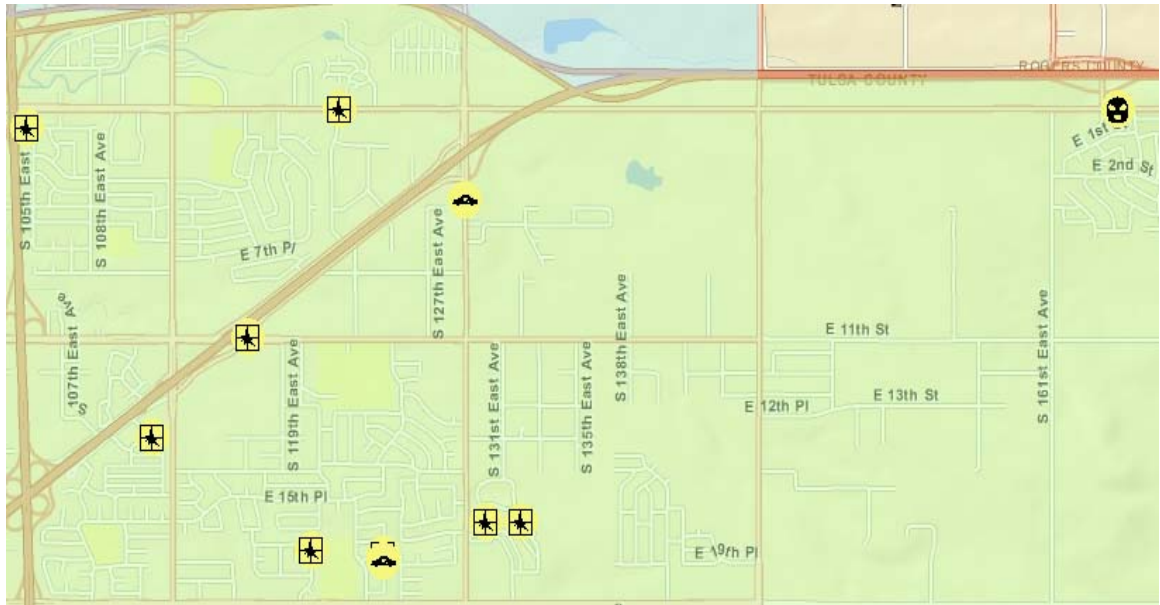 ROGERS COUNTY
TULSA COUNTY
E 1st St
E 2nd St
S 105th East
S 108th East Ave
E 7th Pl
S 127th East Ave
107th East Ave
S
E 11th St
S 138th East Ave
S 161st East Ave
S 119th East Ave
S 131st East Ave
S 135th East Ave
E 12th Pl
E 13th St
E 15th Pl
E 19th Pl